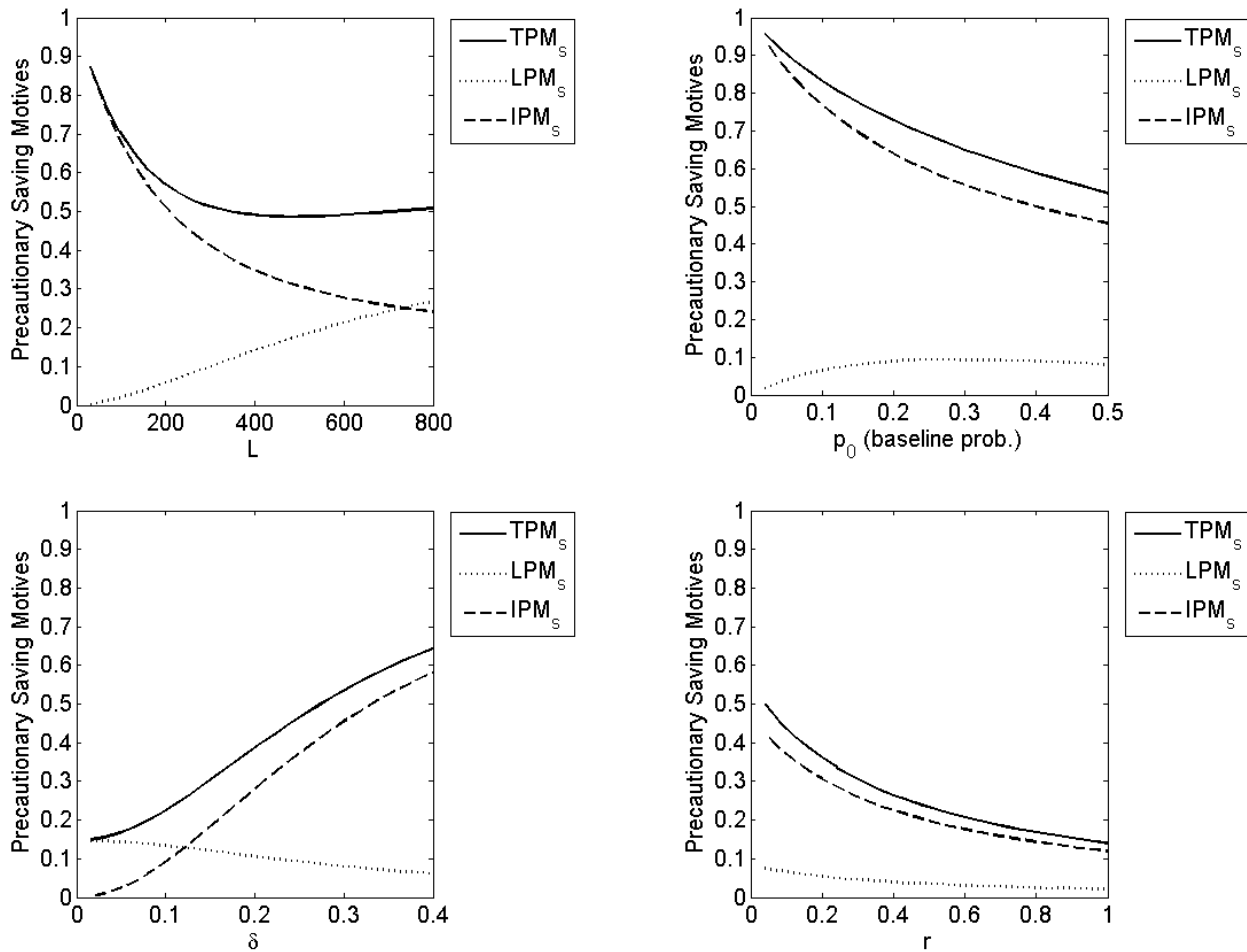 Precautionary Saving Motives
1
0.9
0.8
0.7
0.6
0.5
0.4
0.3
0.2
0.1
0
0 200 400 600 800
L
TPM_S
LPM_S
IPM_S
Precautionary Saving Motives
1
0.9
0.8
0.7
0.6
0.5
0.4
0.3
0.2
0.1
0
0 0.1 0.2 0.3 0.4 0.5
p_0 (baseline prob.)
TPM_S
LPM_S
IPM_S
Precautionary Saving Motives
1
0.9
0.8
0.7
0.6
0.5
0.4
0.3
0.2
0.1
0
0 0.1 0.2 0.3 0.4
δ
TPM_S
LPM_S
IPM_S
Precautionary Saving Motives
1
0.9
0.8
0.7
0.6
0.5
0.4
0.3
0.2
0.1
0
0 0.2 0.4 0.6 0.8 1
r
TPM_S
LPM_S
IPM_S